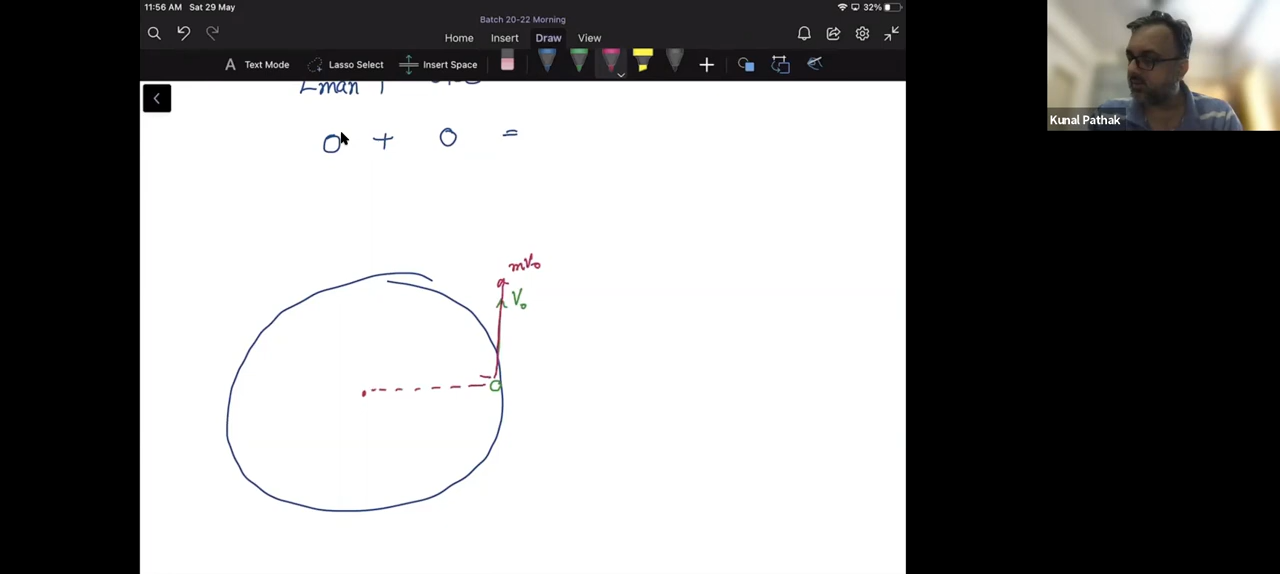 11:56 AM Sat 29 May
32%
Batch 20-22 Morning
Home Insert Draw View
Text Mode Lasso Select Insert Space
Kunal Pathak
Lman
0 + 0 =
mV₀
V₀